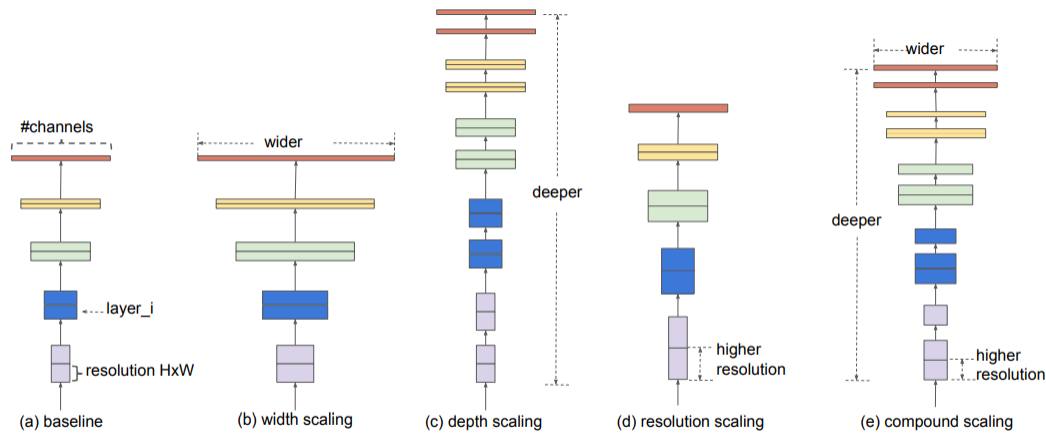 #channels
layer_i
resolution HxW
(a) baseline
wider
(b) width scaling
deeper
(c) depth scaling
higher
resolution
(d) resolution scaling
wider
deeper
higher
resolution
(e) compound scaling